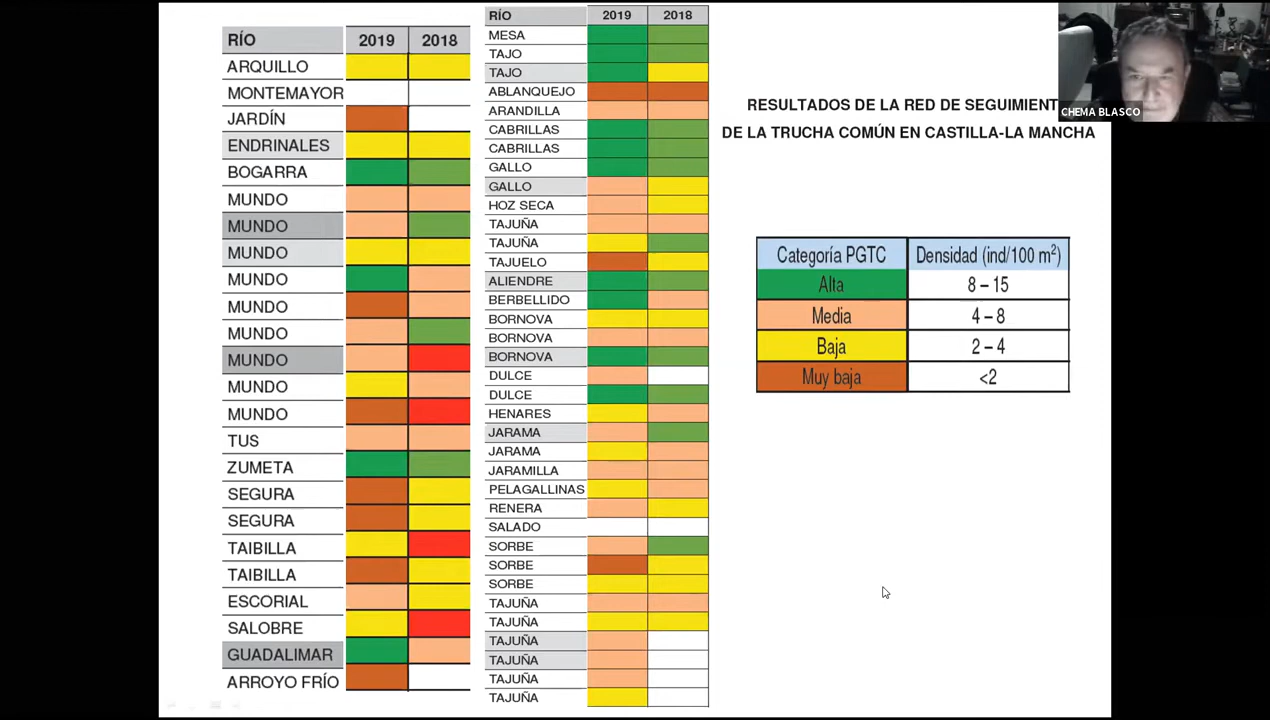 RÍO 2019 2018
ARQUILLO
MONTEMAYOR
JARDÍN
ENDRINALES
BOGARRA
MUNDO
MUNDO
MUNDO
MUNDO
MUNDO
MUNDO
MUNDO
MUNDO
MUNDO
TUS
ZUMETA
SEGURA
SEGURA
TAIBILLA
TAIBILLA
ESCORIAL
SALOBRE
GUADALIMAR
ARROYO FRÍO
RÍO 2019 2018
MESA
TAJO
TAJO
ABLANQUEJO
ARANDILLA
CABRILLAS
CABRILLAS
GALLO
GALLO
HOZ SECA
TAJUÑA
TAJUÑA
TAJUELO
ALIENDRE
BERBELLIDO
BORNOVA
BORNOVA
BORNOVA
DULCE
DULCE
HENARES
JARAMA
JARAMA
JARAMILLA
PELAGALLINAS
RENERA
SALADO
SORBE
SORBE
SORBE
TAJUÑA
TAJUÑA
TAJUÑA
TAJUÑA
TAJUÑA
TAJUÑA
RESULTADOS DE LA RED DE SEGUIMIENT
DE LA TRUCHA COMÚN EN CASTILLA-LA MANCHA
CHEMA BLASCO
Categoría PGTC Densidad (ind/100 m²)
Alta 8 – 15
Media 4 – 8
Baja 2 – 4
Muy baja <2